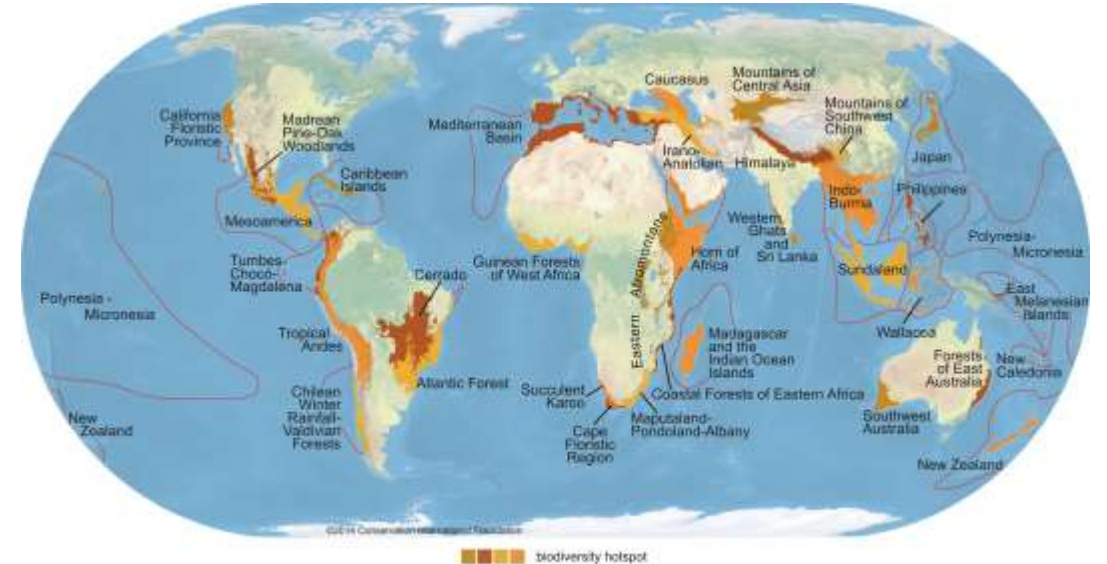 Caucasus
Mountains of
Central Asia
Mountains of
Southwest
China
California
Floristic
Province
Madrean
Pine-Oak
Woodlands
Mediterranean
Basin
Irano-
Anatolian
Himalaya
Japan
Caribbean
Islands
Indo-
Burma
Philippines
Mesoamerica
Western
Ghats
and
Sri Lanka
Polynesia-
Micronesia
Tumbes-
Choco-
Magdalena
Cerrado
Guinean Forests
of West Africa
Eastern Afromontane
Horn of
Africa
Sundaland
East
Melanesian
Islands
Polynesia -
Micronesia
Wallacea
Tropical
Andes
Madagascar
and the
Indian Ocean
Islands
Forests
of East
Australia
New
Caledonia
Atlantic Forest
Succulent
Karoo
Coastal Forests of Eastern Africa
Chilean
Winter
Rainfall-
Valdivian
Forests
New
Zealand
Cape
Floristic
Region
Maputaland-
Pondoland-Albany
Southwest
Australia
New Zealand
©2014 Conservation International Foundation
biodiversity hotspot